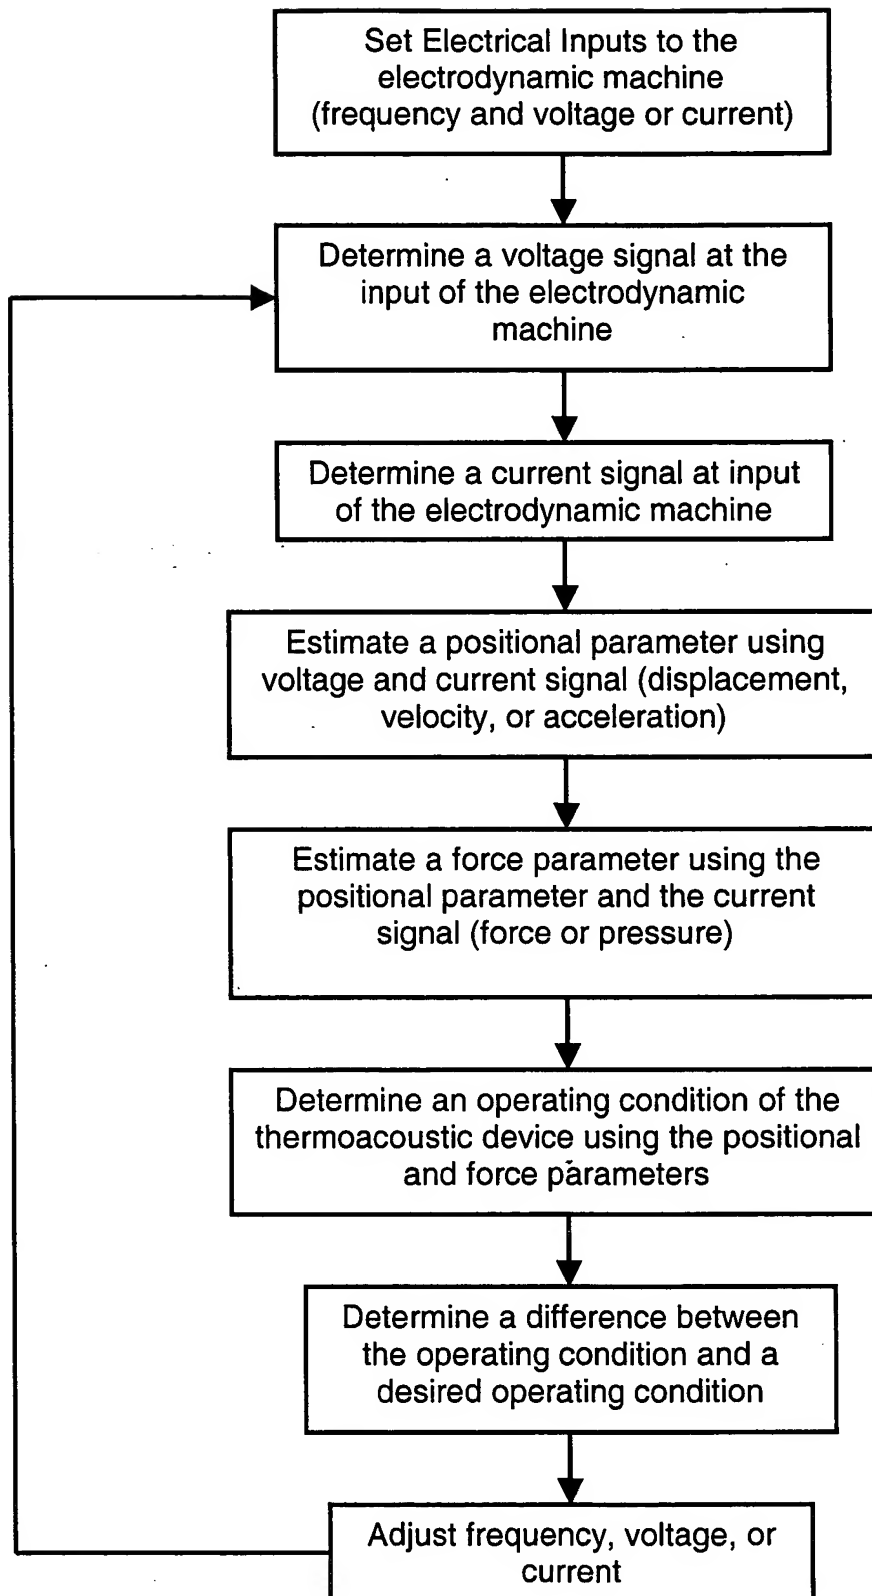 Set Electrical Inputs to the
electrodynamic machine
(frequency and voltage or current)
Determine a voltage signal at the
input of the electrodynamic
machine
Determine a current signal at input
of the electrodynamic machine
Estimate a positional parameter using
voltage and current signal (displacement,
velocity, or acceleration)
Estimate a force parameter using the
positional parameter and the current
signal (force or pressure)
Determine an operating condition of the
thermoacoustic device using the positional
and force parameters
Determine a difference between
the operating condition and a
desired operating condition
Adjust frequency, voltage, or
current